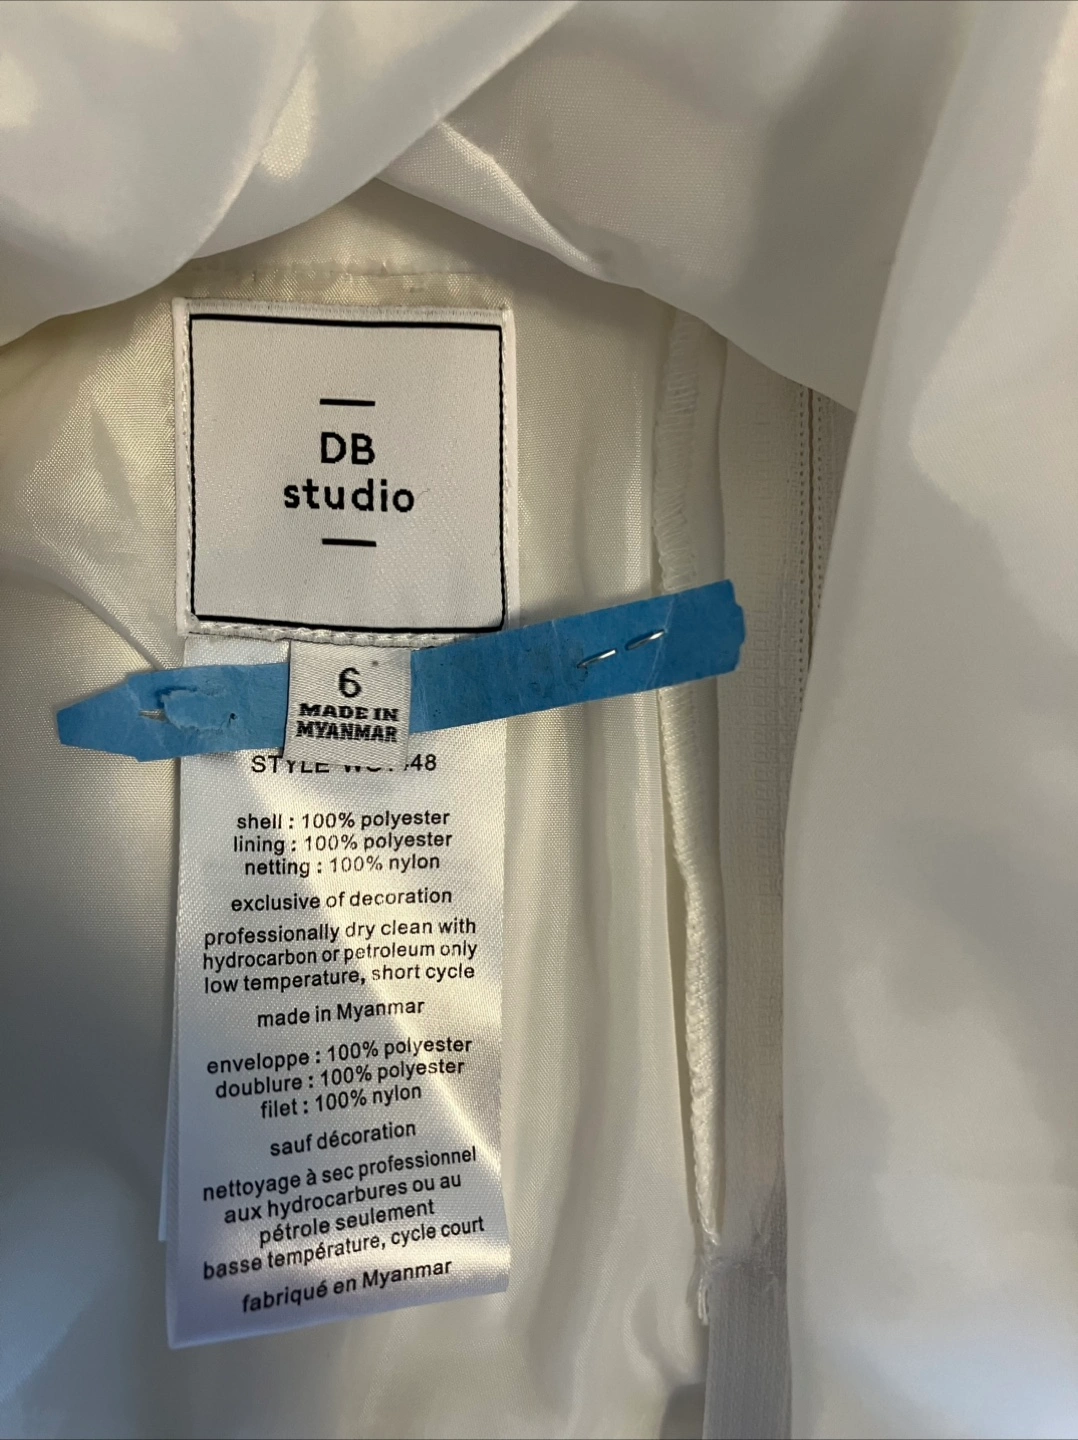 DB
studio
6
MADE IN
MYANMAR
STYLE
shell : 100% polyester
lining : 100% polyester
netting : 100% nylon
exclusive of decoration
professionally dry clean with
hydrocarbon or petroleum only
low temperature, short cycle
made in Myanmar
enveloppe : 100% polyester
doublure : 100% polyester
filet : 100% nylon
sauf décoration
nettoyage à sec professionnel
aux hydrocarbures ou au
pétrole seulement
basse température, cycle court
fabriqué en Myanmar